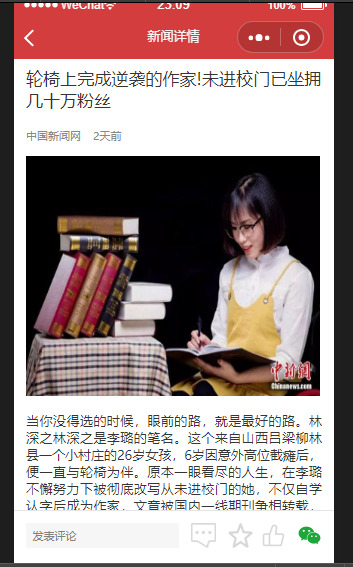 WeChat
23:09
100%
新闻详情
轮椅上完成逆袭的作家!未进校门已坐拥
几十万粉丝
中国新闻网 2天前
中新网
Chinanews.com
当你没得选的时候，眼前的路，就是最好的路。林
深之林深之是李璐的笔名。这个来自山西吕梁柳林
县一个小村庄的26岁女孩，6岁因意外高位截瘫后，
便一直与轮椅为伴。原本一眼看尽的人生，在李璐
不懈努力下被彻底改写从未进校门的她，不仅自学
认字后成为作家，文章被国内一线期刊争相转载，
发表评论